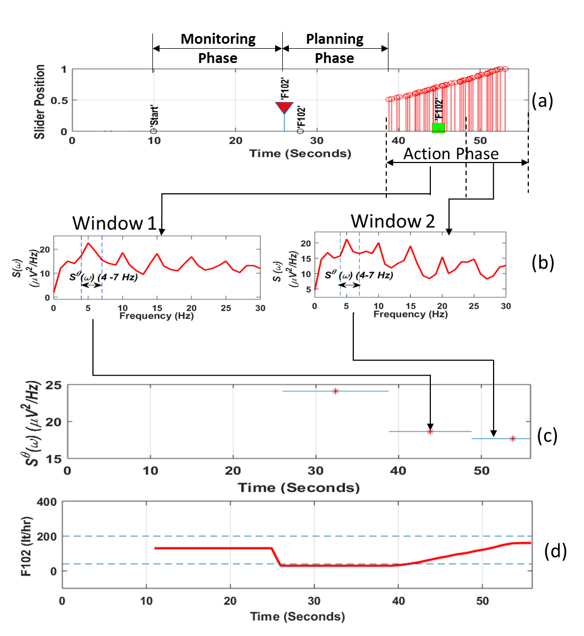 Monitoring Phase
Planning Phase
Slider Position
1
0.5
0
'Start'
'F102'
'F102'
'F102'
0
20
30
40
50
Time (Seconds)
Action Phase
(a)
Window 1
Window 2
S(ω) (μV²/Hz)
20
10
0
S^θ(ω) (4 -7 Hz)
0
5
10
15
20
25
30
Frequency (Hz)
S (ω) (μV²/Hz)
20
15
10
5
S^θ (ω) (4-7 Hz)
0
5
10
15
20
25
30
Frequency (Hz)
(b)
S^θ(ω) (μV²/Hz)
25
20
15
0
10
20
30
40
50
Time (Seconds)
(c)
F102 (lt/hr)
400
200
0
0
10
20
30
40
50
Time (Seconds)
(d)